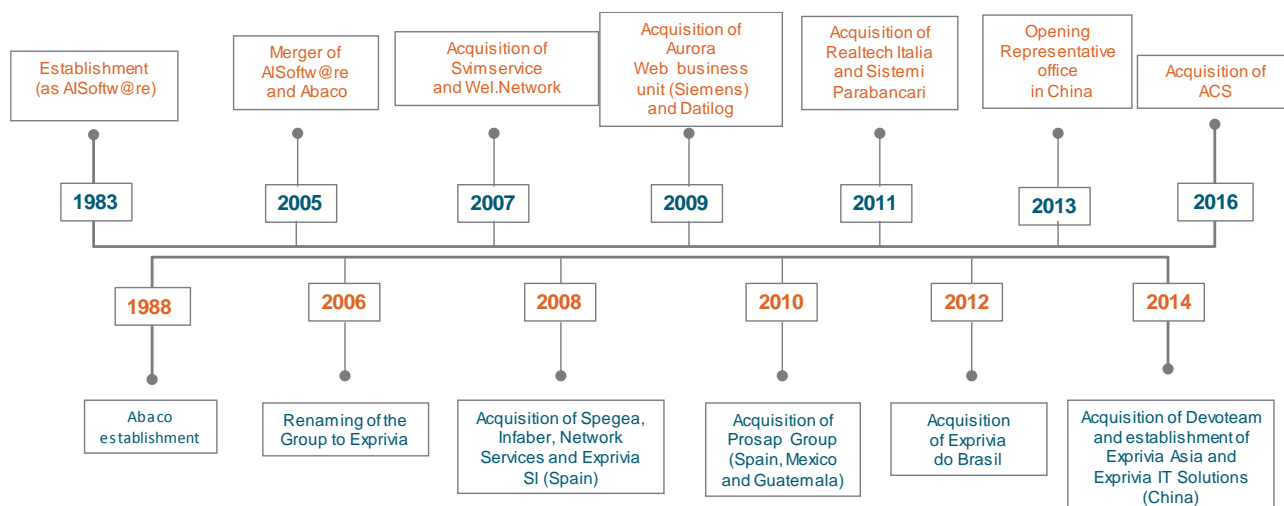 Establishment
(as AISoftw@re)
Merger of
AISoftw@re
and Abaco
Acquisition of
Svimservice
and Wel.Network
Acquisition of
Aurora
Web business
unit (Siemens)
and Datilog
Acquisition of
Realtech Italia
and Sistemi
Parabancari
Opening
Representative
office
in China
Acquisition of
ACS
1983
2005
2007
2009
2011
2013
2016
1988
2006
2008
2010
2012
2014
Abaco
establishment
Renaming of the
Group to Exprivia
Acquisition of Spegea,
Infaber, Network
Services and Exprivia
Sl (Spain)
Acquisition of
Prosap Group
(Spain, Mexico
and Guatemala)
Acquisition
of Exprivia
do Brasil
Acquisition of Devoteam
and establishment of
Exprivia Asia and
Exprivia IT Solutions
(China)